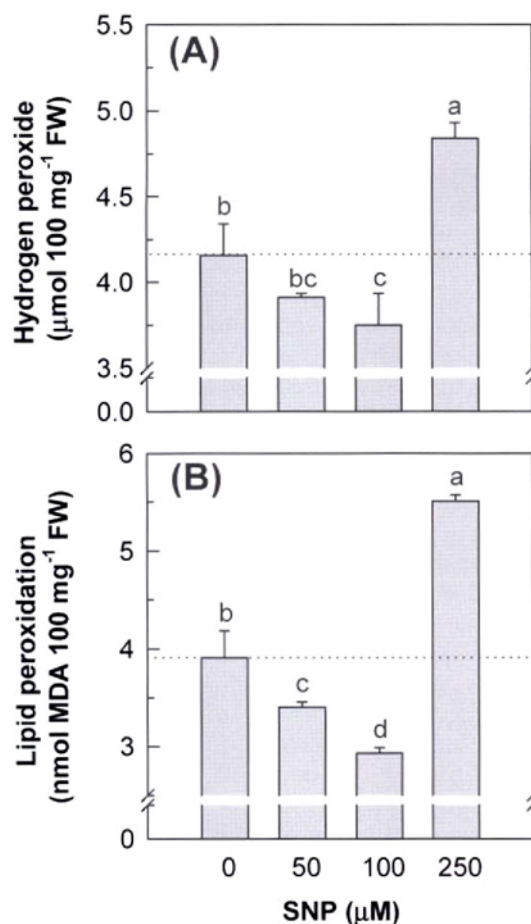 (A)
Hydrogen peroxide
(μmol 100 mg⁻¹ FW)
5.5
5.0
4.5
4.0
3.5
0.0
b
bc
c
a
(B)
Lipid peroxidation
(nmol MDA 100 mg⁻¹ FW)
6
5
4
3
0
b
c
d
a
0 50 100 250
SNP (μM)